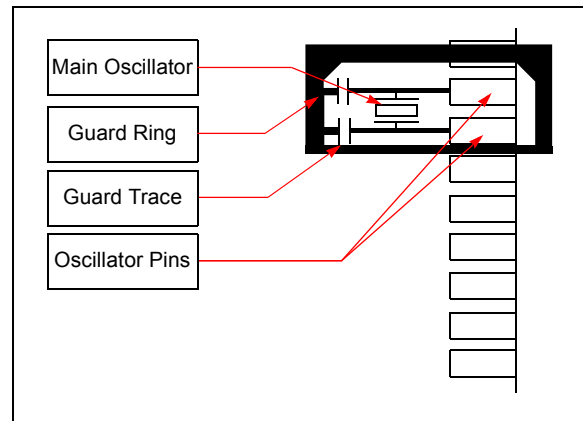 Main Oscillator
Guard Ring
Guard Trace
Oscillator Pins